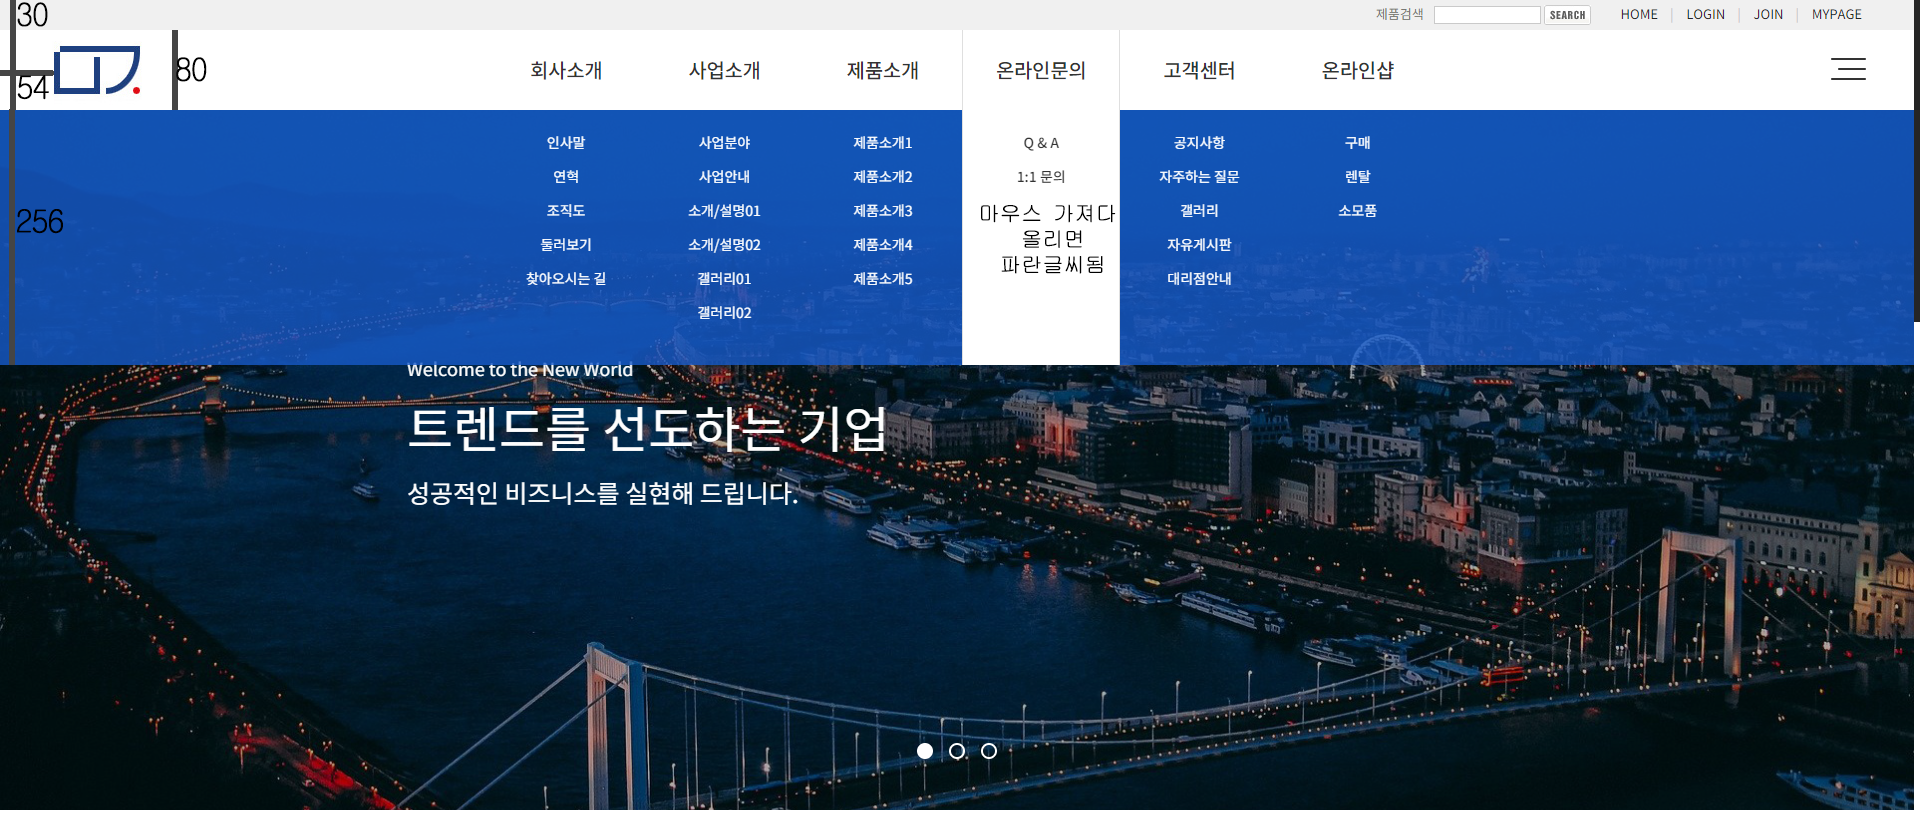 30
제품검색
SEARCH
HOME
LOGIN
JOIN
MYPAGE
54
80
회사소개
사업소개
제품소개
온라인문의
고객센터
온라인샵
256
인사말
연혁
조직도
둘러보기
찾아오시는 길
사업분야
사업안내
소개/설명01
소개/설명02
갤러리01
갤러리02
제품소개1
제품소개2
제품소개3
제품소개4
제품소개5
Q & A
1:1 문의
마우스 가져다
올리면
파란글씨됨
공지사항
자주하는 질문
갤러리
자유게시판
대리점안내
구매
렌탈
소모품
Welcome to the New World
트렌드를 선도하는 기업
성공적인 비즈니스를 실현해 드립니다.